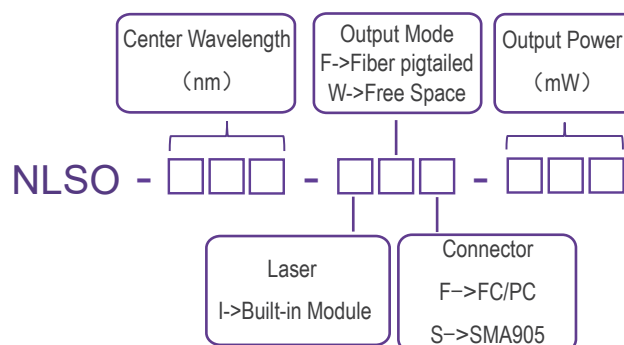 Center Wavelength
（nm）
Output Mode
F->Fiber pigtailed
W->Free Space
Output Power
（mW）
NLSO - □□□ - □□□ - □□□
Laser
I->Built-in Module
Connector
F−>FC/PC
S−>SMA905